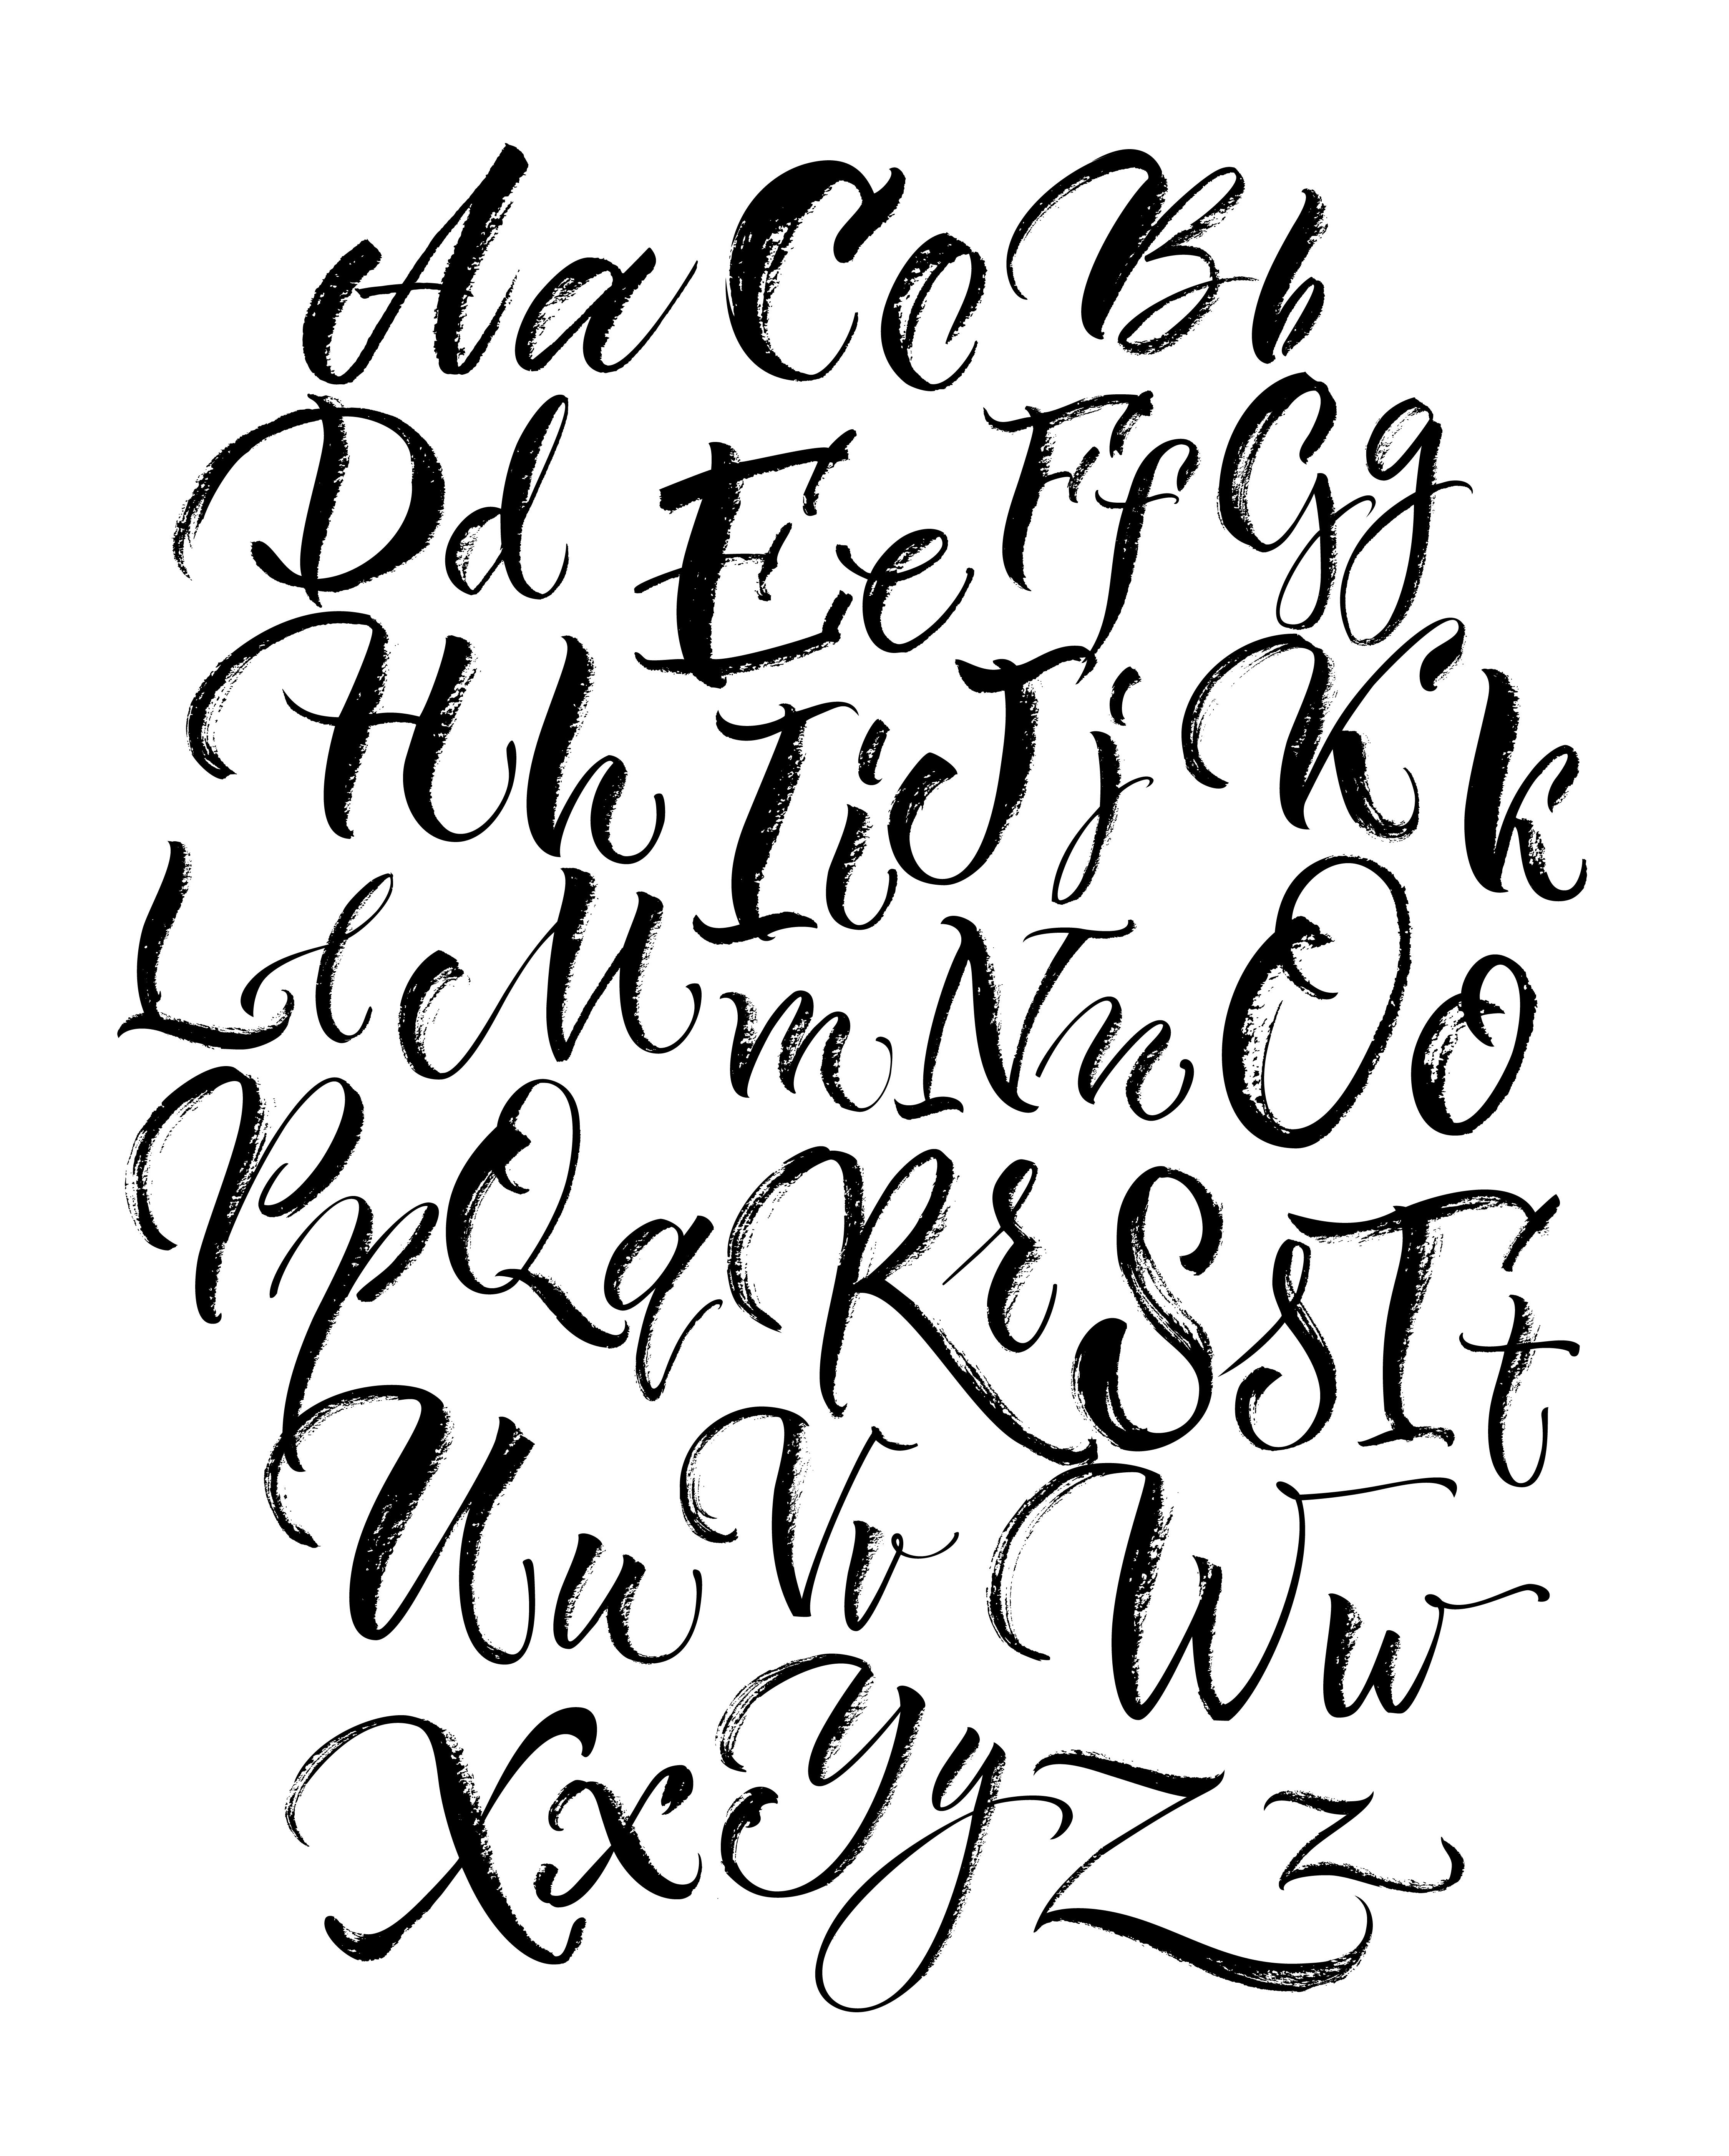 Aa Cc Bb
Dd Ee Ff Gg
Hh Ii Jj Kk
Ll Mm Nn Oo
Pp Qq Rr Ss Tt
Uu Vv Ww
Xx Yy Zz